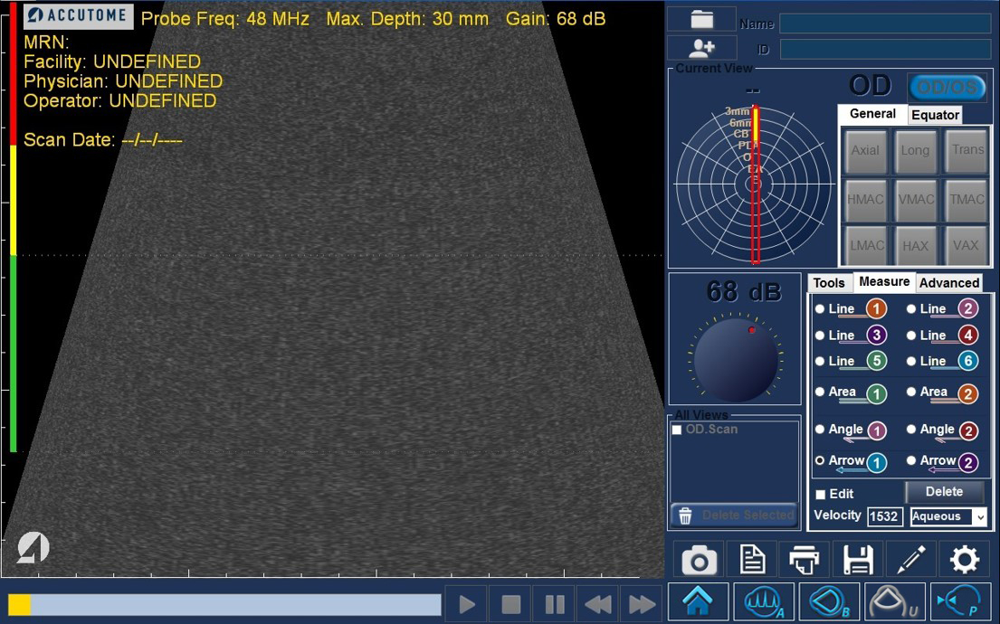 ACCUTOME
Probe Freq: 48 MHz Max. Depth: 30 mm Gain: 68 dB
MRN:
Facility: UNDEFINED
Physician: UNDEFINED
Operator: UNDEFINED
Scan Date: --/--/----
Name
ID
Current View
--
3mm
6mm
CB
PE
O
EA
E
OD
OD/OS
General Equator
Axial Long Trans
HMAC VMAC TMAC
LMAC HAX VAX
68 dB
Tools Measure Advanced
Line 1 Line 2
Line 3 Line 4
Line 5 Line 6
Area 1 Area 2
Angle 1 Angle 2
Arrow 1 Arrow 2
Edit Delete
Velocity 1532 Aqueous
All Views
OD.Scan
Delete Selected
A B U P